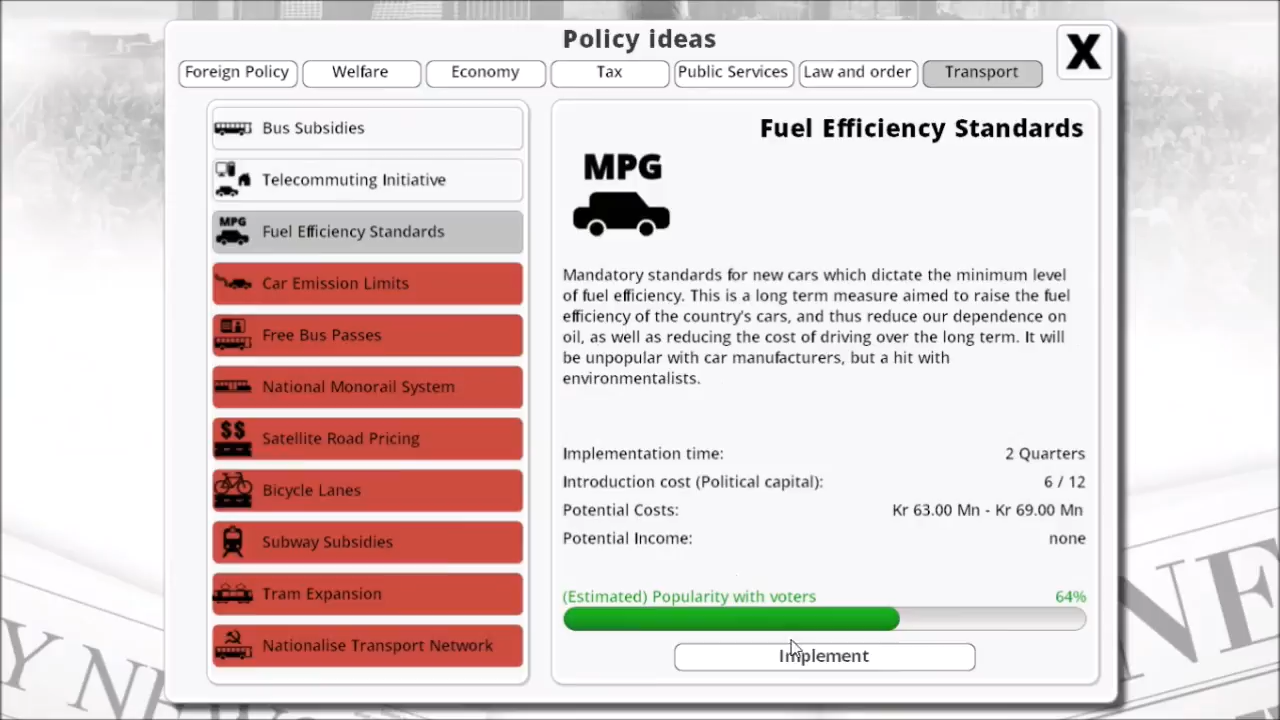 Policy ideas
X
Foreign Policy
Welfare
Economy
Tax
Public Services
Law and order
Transport
Bus Subsidies
Telecommuting Initiative
MPG
Fuel Efficiency Standards
Car Emission Limits
Free Bus Passes
National Monorail System
$$
Satellite Road Pricing
Bicycle Lanes
Subway Subsidies
Tram Expansion
Nationalise Transport Network
Fuel Efficiency Standards
MPG
Mandatory standards for new cars which dictate the minimum level
of fuel efficiency. This is a long term measure aimed to raise the fuel
efficiency of the country's cars, and thus reduce our dependence on
oil, as well as reducing the cost of driving over the long term. It will
be unpopular with car manufacturers, but a hit with
environmentalists.
Implementation time: 2 Quarters
Introduction cost (Political capital): 6 / 12
Potential Costs: Kr 63.00 Mn - Kr 69.00 Mn
Potential Income: none
(Estimated) Popularity with voters 64%
Implement